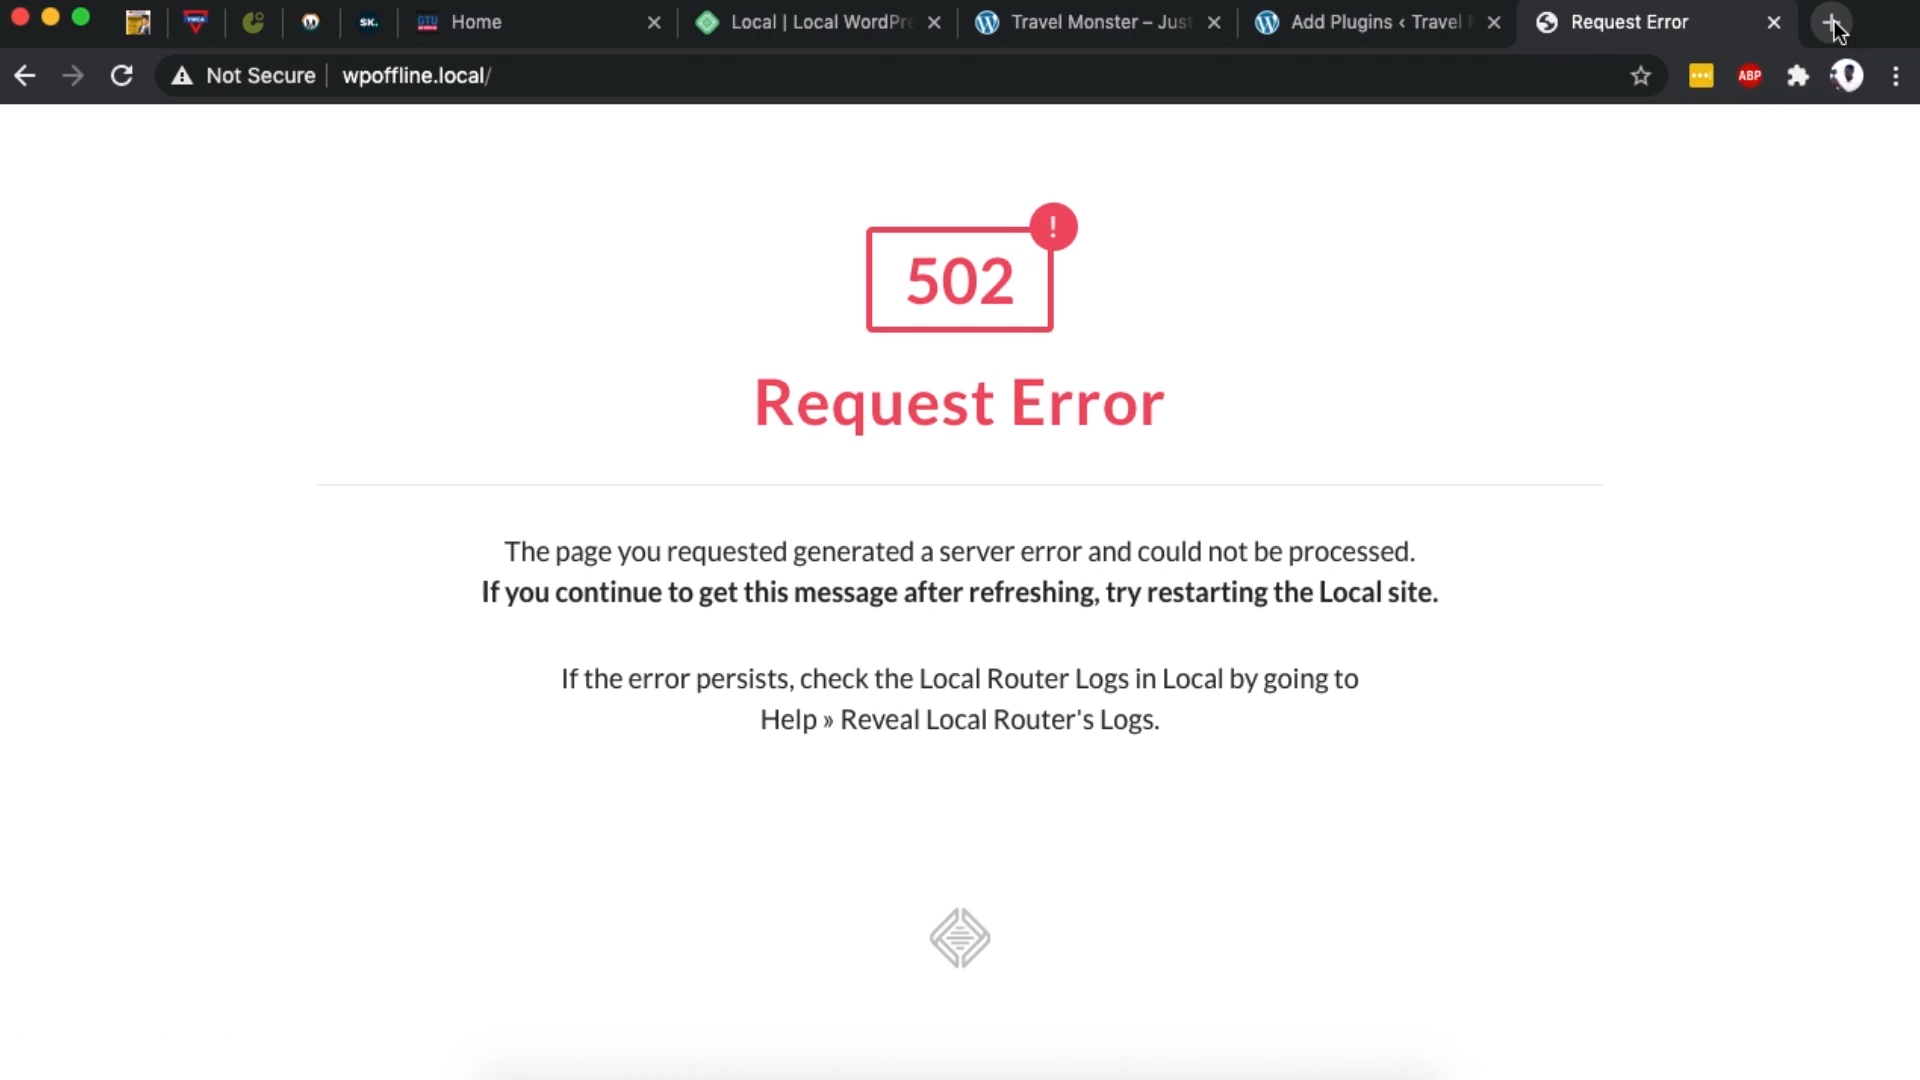 SK.
GTU
Home
Local | Local WordPre
Travel Monster – Just
Add Plugins ‹ Travel
Request Error
Not Secure
wpoffline.local/
ABP
!
502
Request Error
The page you requested generated a server error and could not be processed.
If you continue to get this message after refreshing, try restarting the Local site.
If the error persists, check the Local Router Logs in Local by going to
Help » Reveal Local Router's Logs.